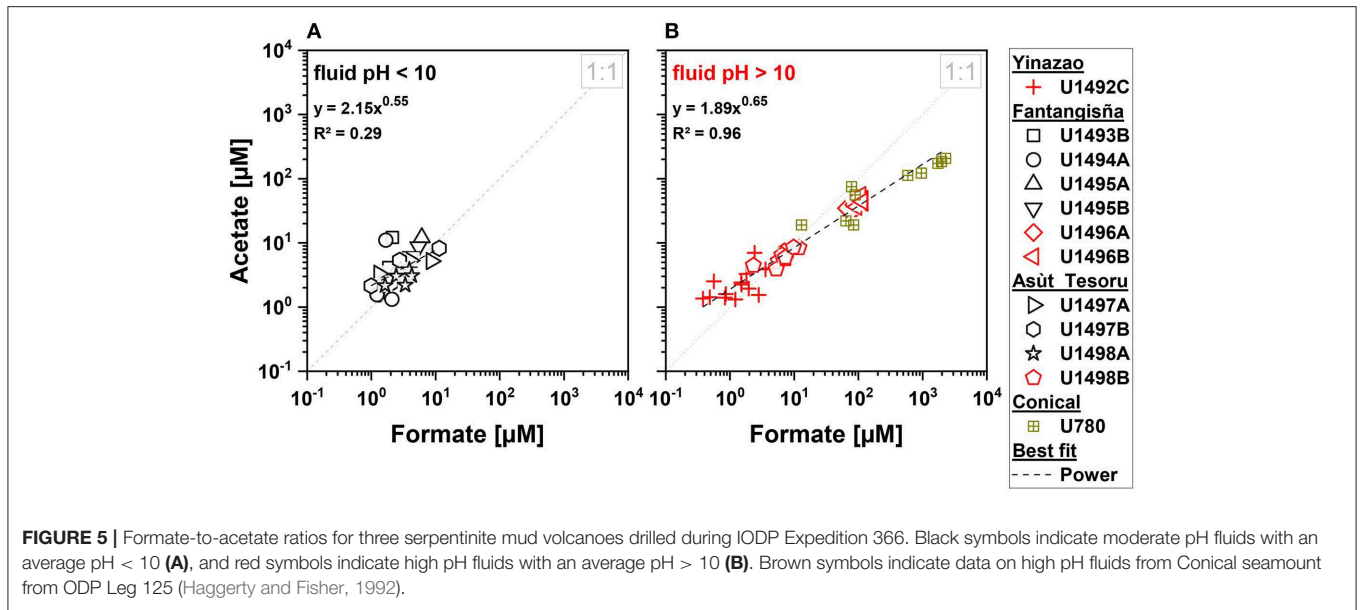 A
B
10⁴
10³
10²
10¹
10⁰
10⁻¹
Acetate [µM]
fluid pH < 10
1:1
y = 2.15x^0.55
R² = 0.29
10⁻¹ 10⁰ 10¹ 10² 10³ 10⁴
Formate [µM]
fluid pH > 10
1:1
y = 1.89x^0.65
R² = 0.96
10⁻¹ 10⁰ 10¹ 10² 10³ 10⁴
Formate [µM]
Yinazao
U1492C
Fantangisña
U1493B
U1494A
U1495A
U1495B
U1496A
U1496B
Asùt Tesoru
U1497A
U1497B
U1498A
U1498B
Conical
U780
Best fit
Power
FIGURE 5 | Formate-to-acetate ratios for three serpentinite mud volcanoes drilled during IODP Expedition 366. Black symbols indicate moderate pH fluids with an
average pH < 10 (A), and red symbols indicate high pH fluids with an average pH > 10 (B). Brown symbols indicate data on high pH fluids from Conical seamount
from ODP Leg 125 (Haggerty and Fisher, 1992).